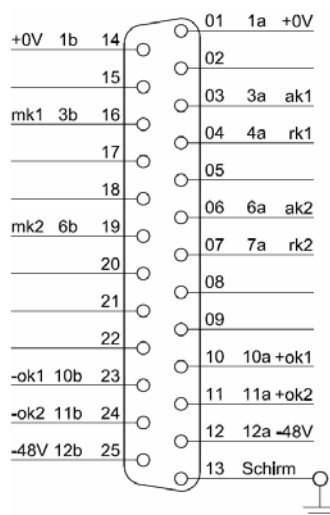 01 1a +0V
+0V 1b 14
02
15
03 3a ak1
mk1 3b 16
04 4a rk1
17
05
18
06 6a ak2
mk2 6b 19
07 7a rk2
20
08
21
09
22
10 10a +ok1
-ok1 10b 23
11 11a +ok2
-ok2 11b 24
12 12a -48V
-48V 12b 25
13 Schirm